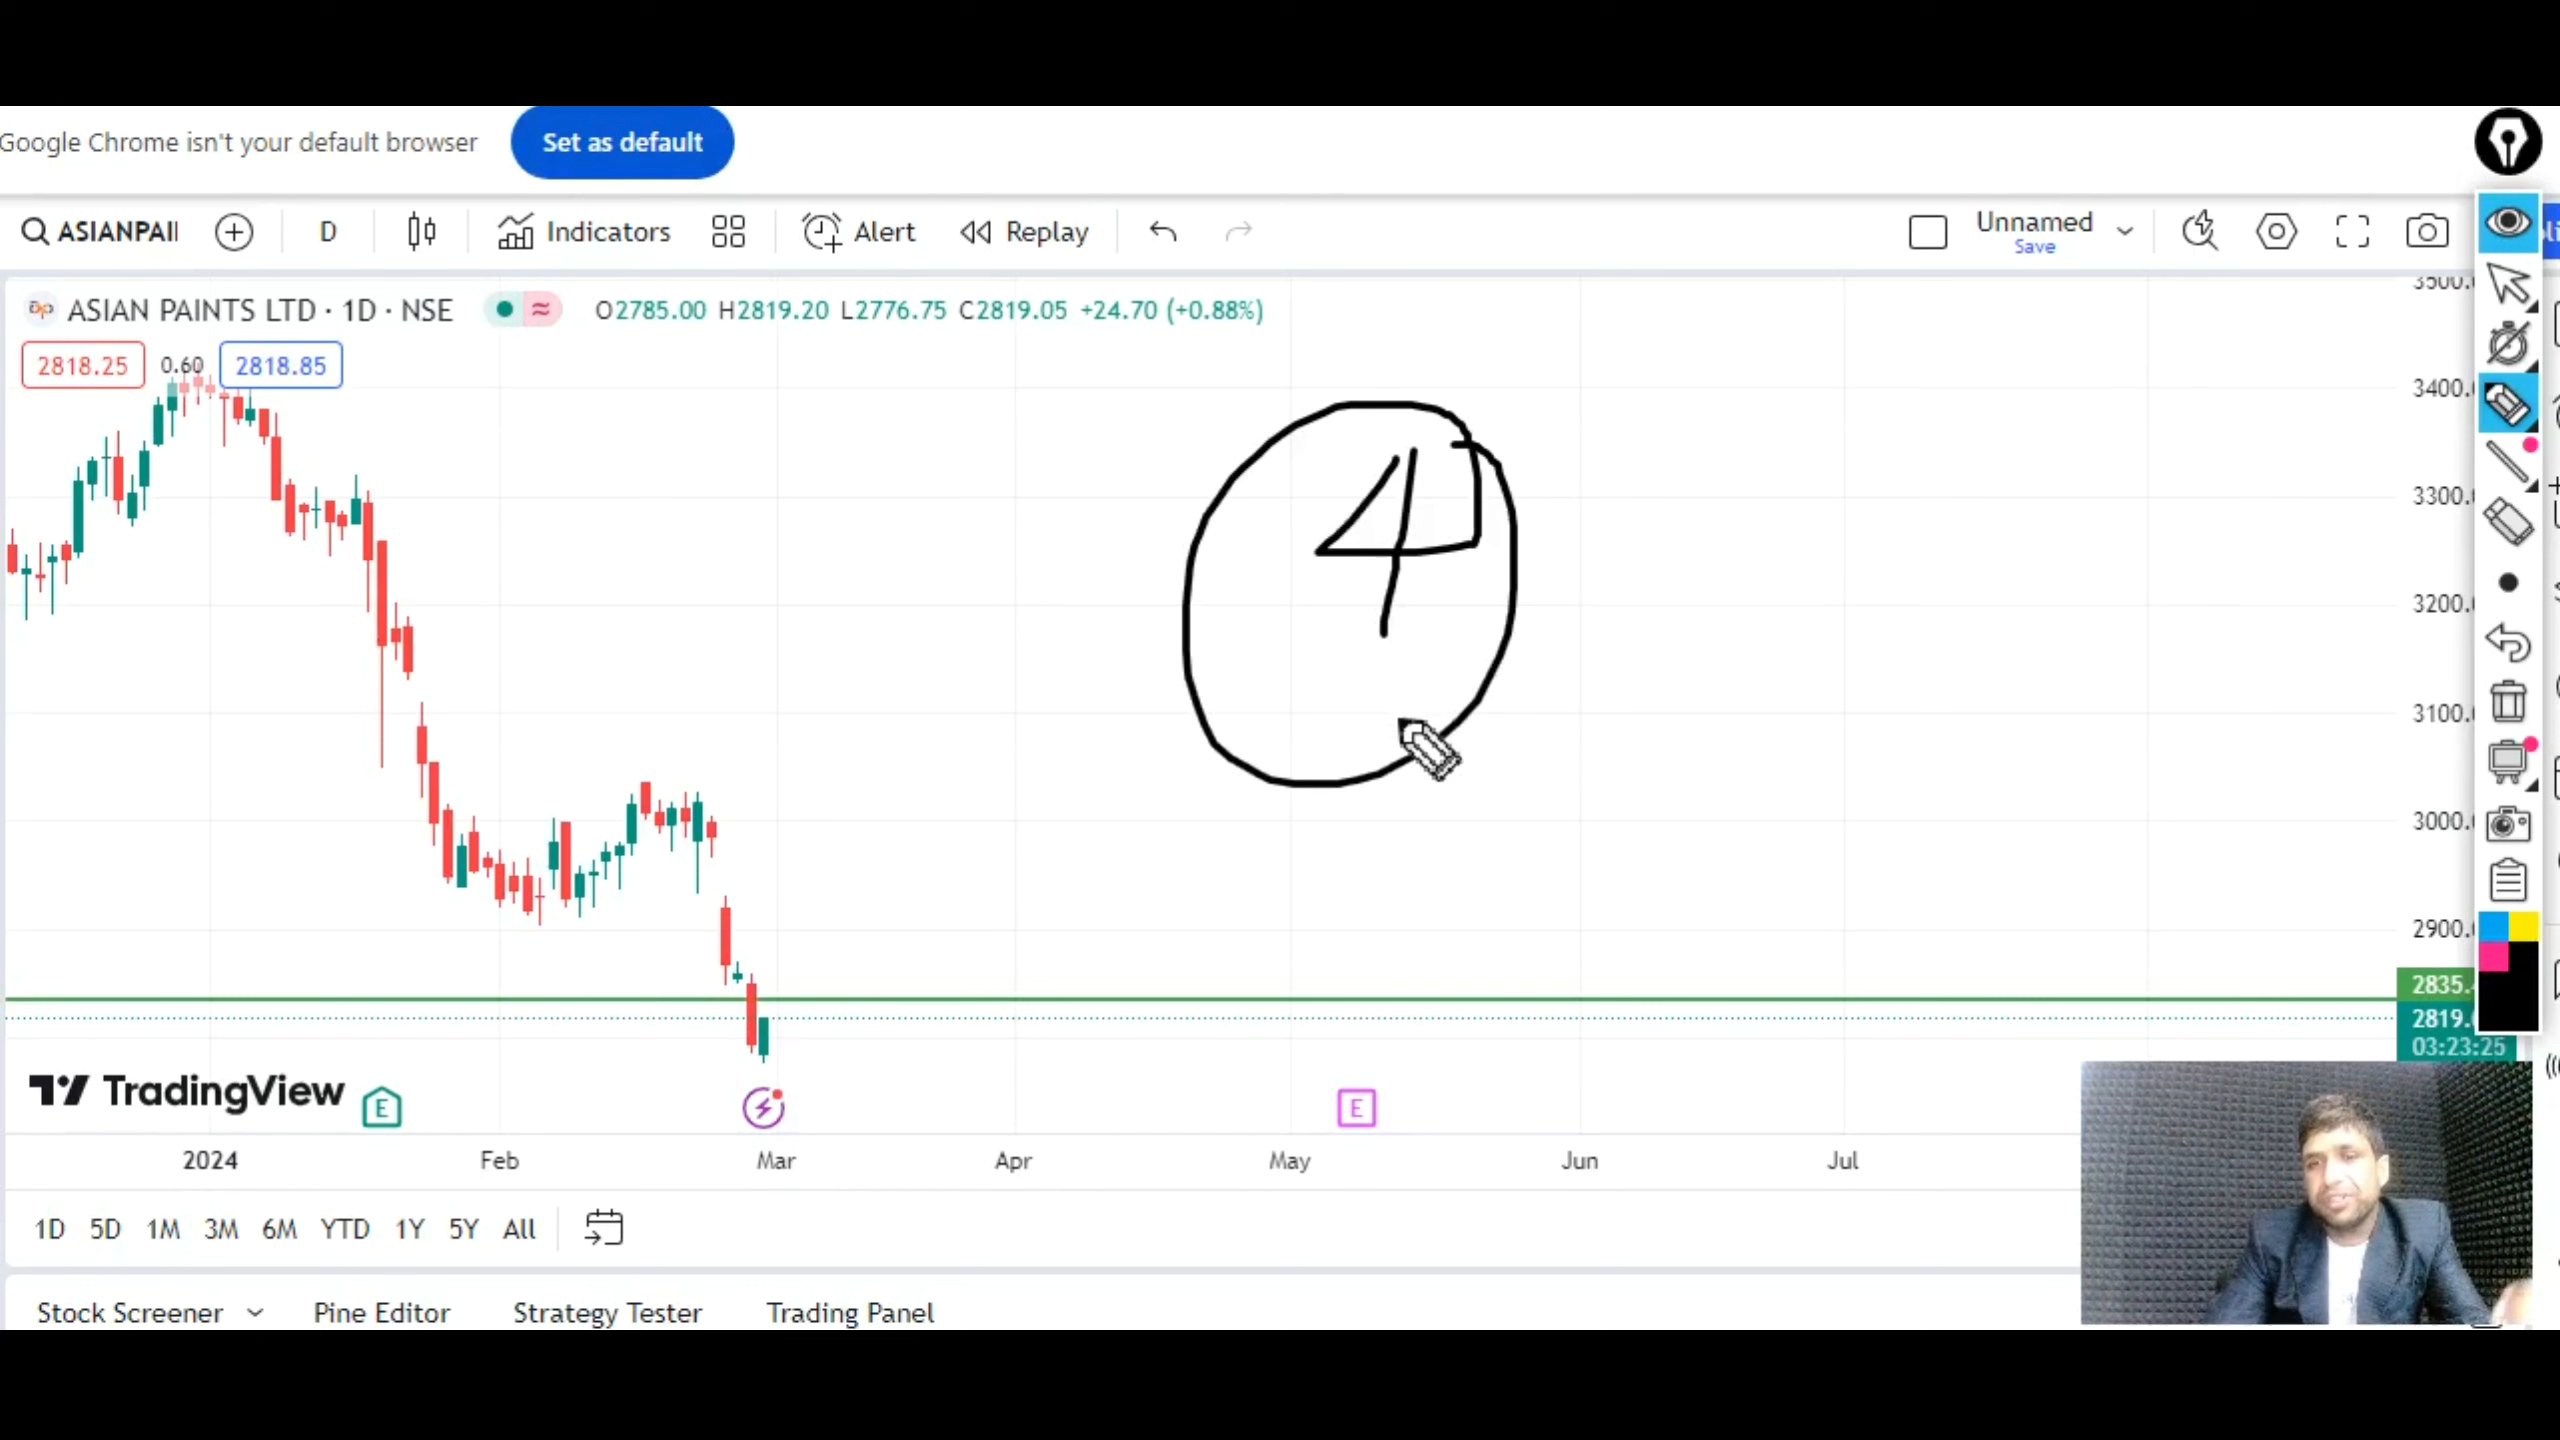 Google Chrome isn't your default browser Set as default
ASIANPAI D Indicators Alert Replay Unnamed
Save
ASIAN PAINTS LTD · 1D · NSE O2785.00 H2819.20 L2776.75 C2819.05 +24.70 (+0.88%)
2818.25 0.60 2818.85
3500.
3400.
3300.
3200.
3100.
3000.
2900.
2835.
2819.
03:23:25
4
TradingView E E
2024 Feb Mar Apr May Jun Jul
1D 5D 1M 3M 6M YTD 1Y 5Y All
Stock Screener Pine Editor Strategy Tester Trading Panel